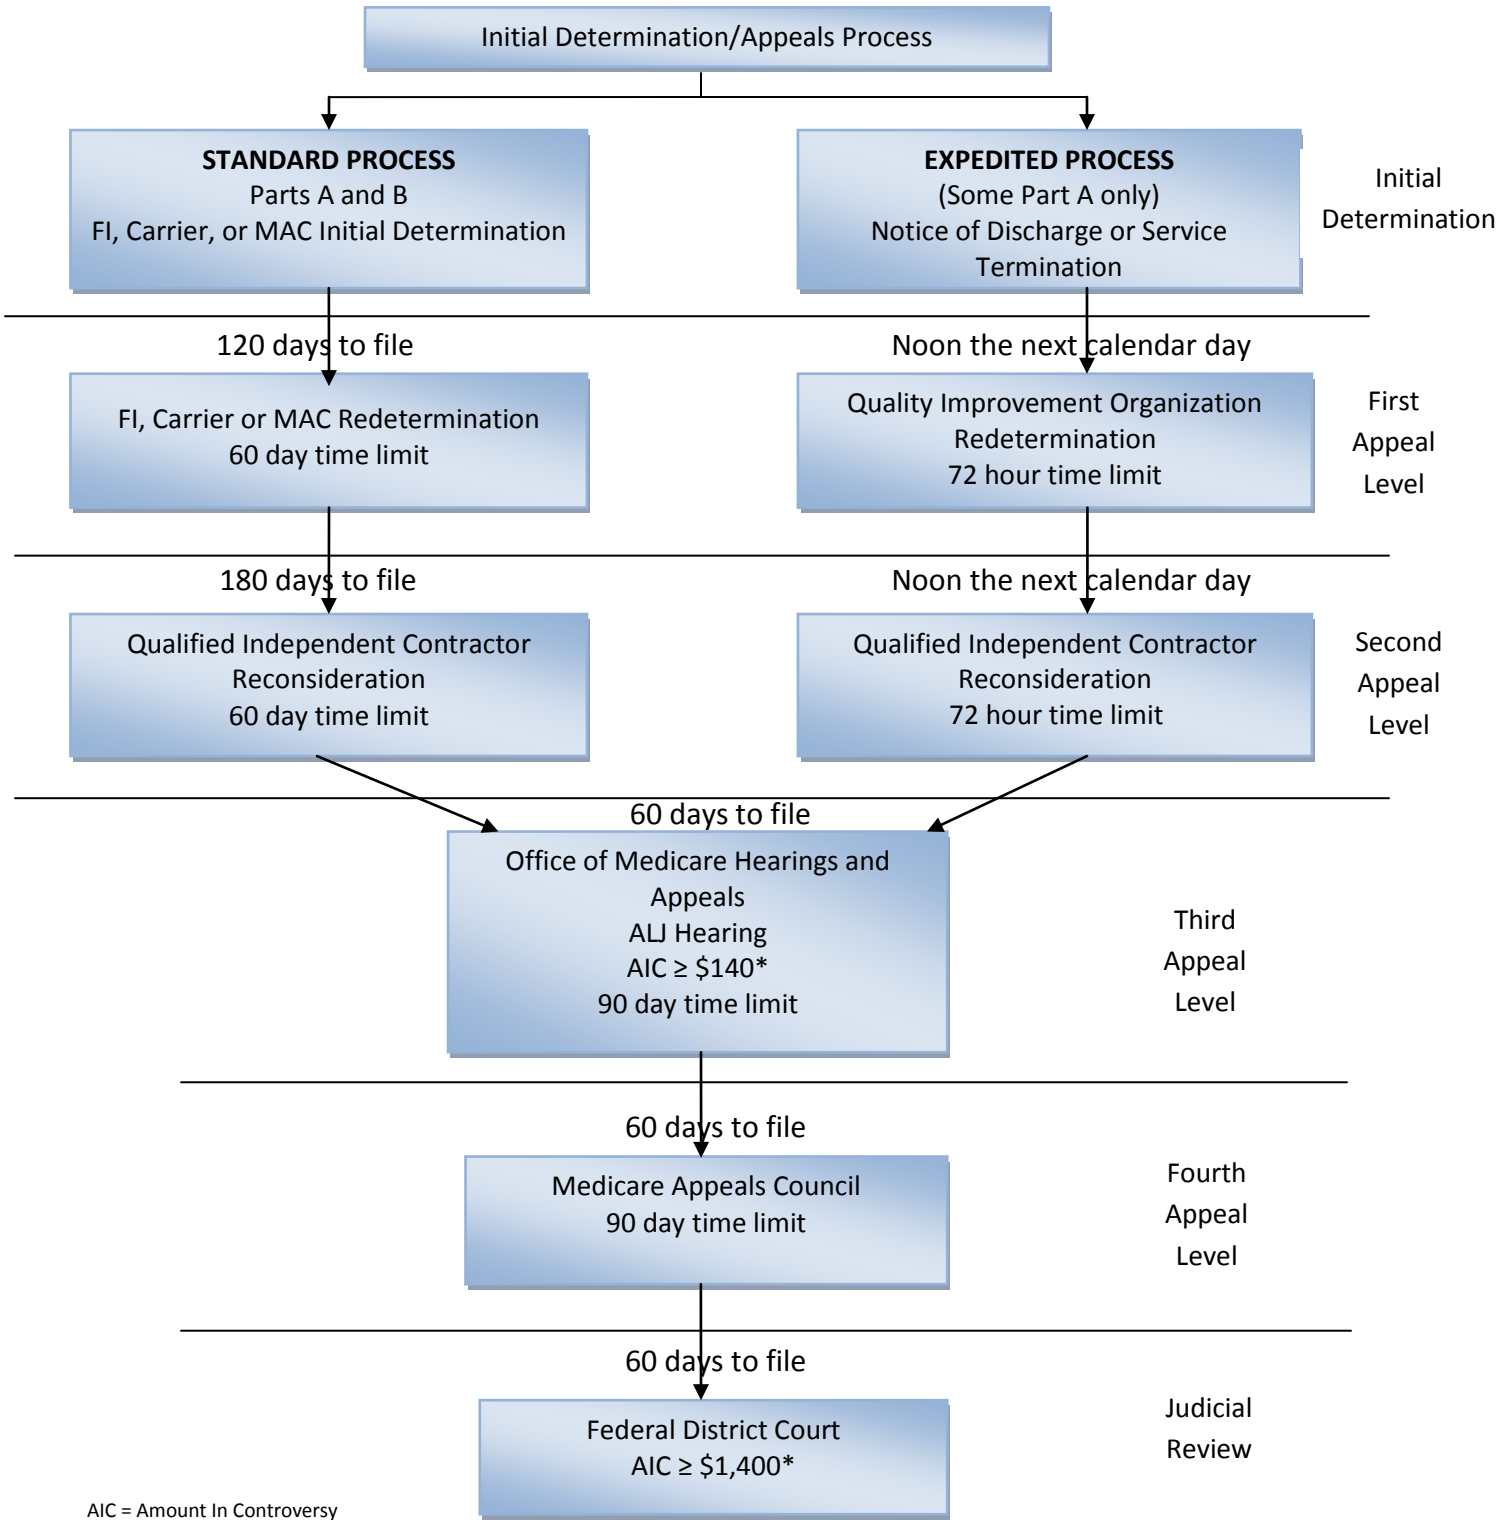 Initial Determination/Appeals Process
STANDARD PROCESS
Parts A and B
FI, Carrier, or MAC Initial Determination
EXPEDITED PROCESS
(Some Part A only)
Notice of Discharge or Service
Termination
Initial
Determination
120 days to file
Noon the next calendar day
FI, Carrier or MAC Redetermination
60 day time limit
Quality Improvement Organization
Redetermination
72 hour time limit
First
Appeal
Level
180 days to file
Noon the next calendar day
Qualified Independent Contractor
Reconsideration
60 day time limit
Qualified Independent Contractor
Reconsideration
72 hour time limit
Second
Appeal
Level
60 days to file
Office of Medicare Hearings and
Appeals
ALJ Hearing
AIC ≥ $140*
90 day time limit
Third
Appeal
Level
60 days to file
Medicare Appeals Council
90 day time limit
Fourth
Appeal
Level
60 days to file
Federal District Court
AIC ≥ $1,400*
Judicial
Review
AIC = Amount In Controversy